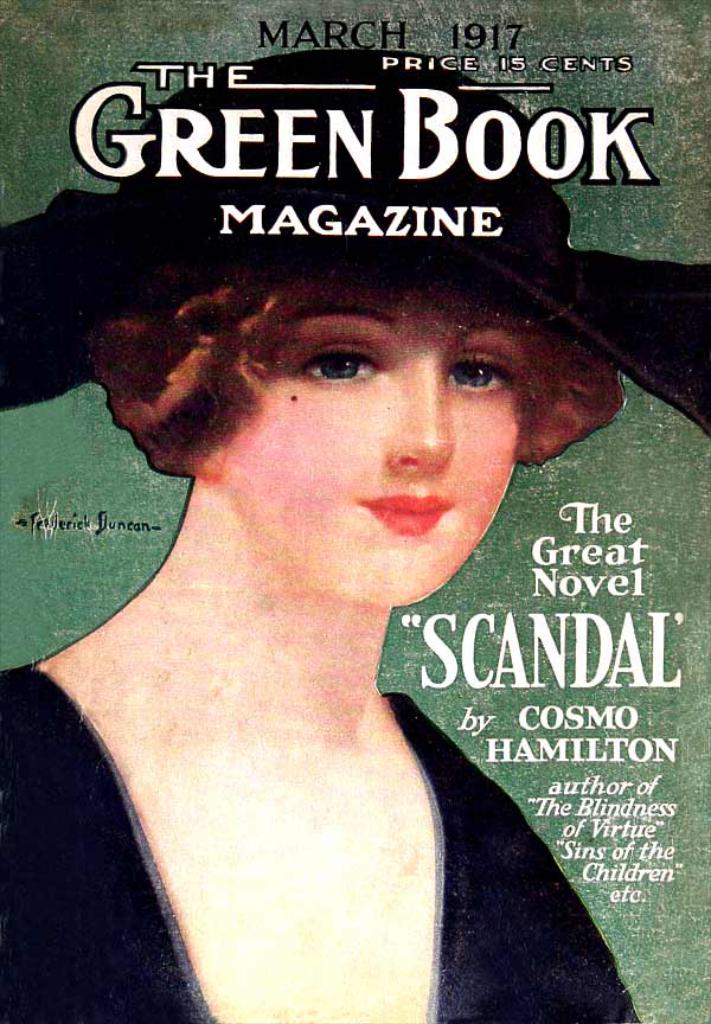 MARCH 1917
PRICE 15 CENTS
THE
GREEN BOOK
MAGAZINE
Frederick Duncan
The
Great
Novel
"SCANDAL'
by COSMO
HAMILTON
author of
"The Blindness
of Virtue"
"Sins of the
Children"
etc.